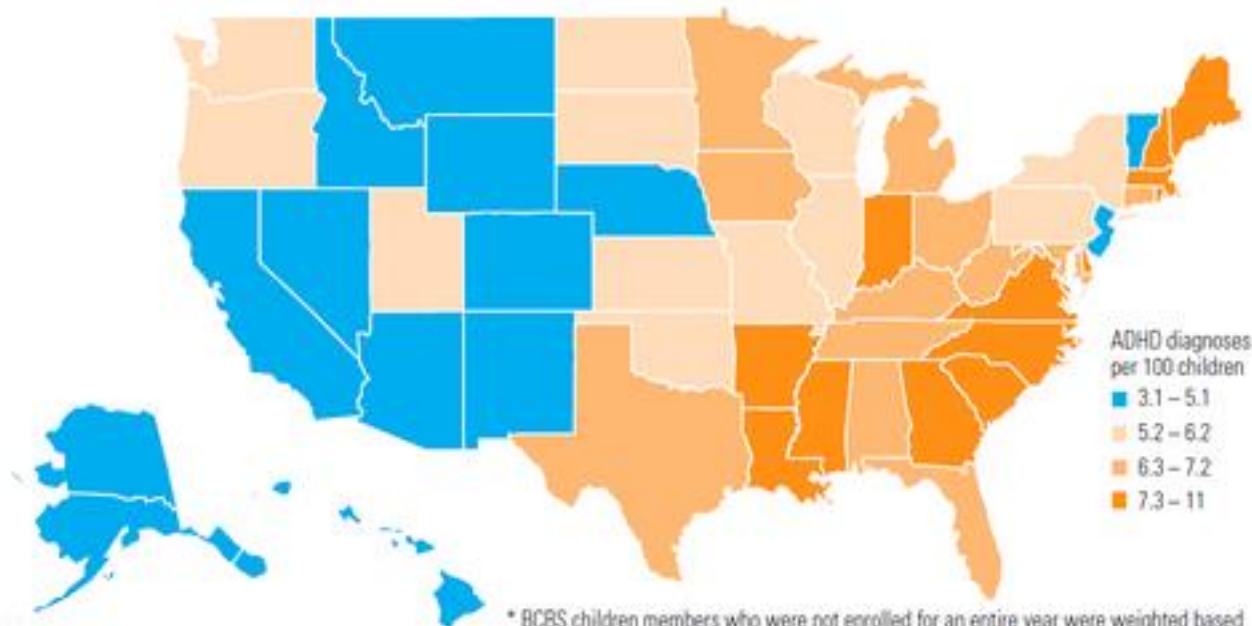 ADHD diagnoses
per 100 children
3.1 – 5.1
5.2 – 6.2
6.3 – 7.2
7.3 – 11
* BCBS children members who were not enrolled for an entire year were weighted based